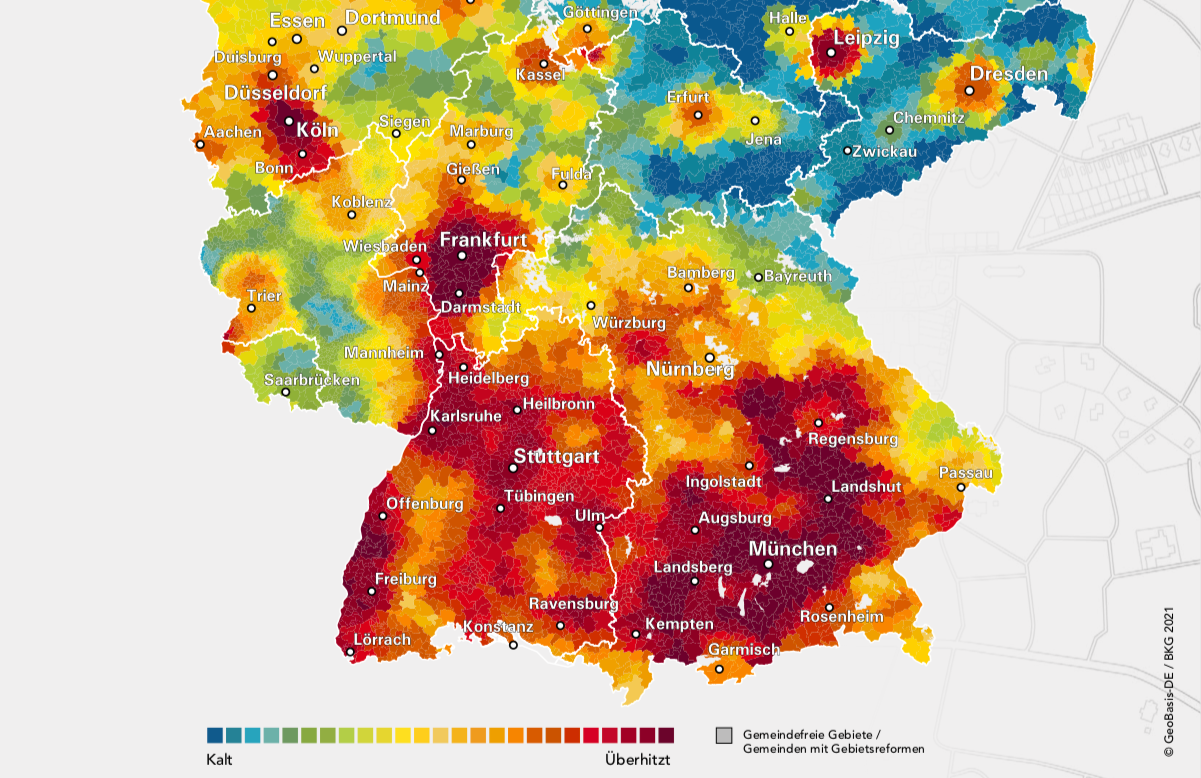 Göttingen
Essen
Dortmund
Halle
Leipzig
Duisburg
Wuppertal
Kassel
Dresden
Düsseldorf
Erfurt
Siegen
Chemnitz
Aachen
Köln
Marburg
Jena
Zwickau
Bonn
Gießen
Fulda
Koblenz
Wiesbaden
Frankfurt
Bamberg
Bayreuth
Mainz
Trier
Darmstadt
Würzburg
Mannheim
Nürnberg
Saarbrücken
Heidelberg
Heilbronn
Karlsruhe
Regensburg
Stuttgart
Passau
Ingolstadt
Landshut
Offenburg
Tübingen
Ulm
Augsburg
München
Landsberg
Freiburg
Ravensburg
Rosenheim
Konstanz
Kempten
Lörrach
Garmisch
Kalt
Überhitzt
Gemeindefreie Gebiete /
Gemeinden mit Gebietsreformen
© GeoBasis-DE / BKG 2021